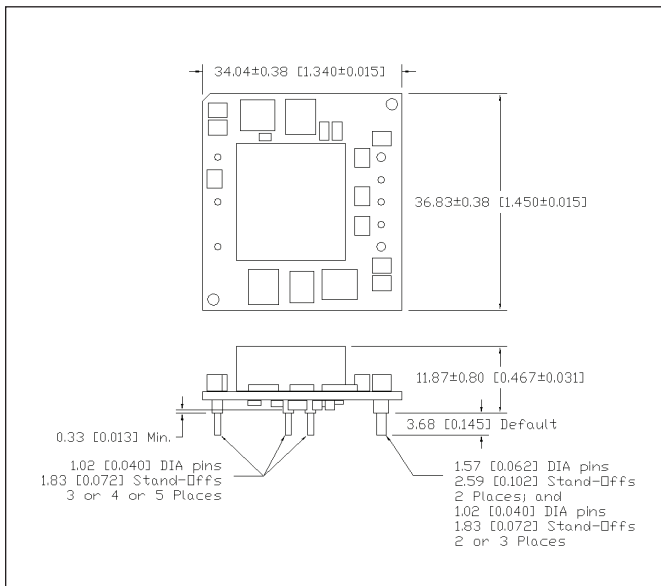 34.04±0.38 [1.340±0.015]
36.83±0.38 [1.450±0.015]
11.87±0.80 [0.467±0.031]
0.33 [0.013] Min.
3.68 [0.145] Default
1.02 [0.040] DIA pins
1.83 [0.072] Stand-Offs
3 or 4 or 5 Places
1.57 [0.062] DIA pins
2.59 [0.102] Stand-Offs
2 Places; and
1.02 [0.040] DIA pins
1.83 [0.072] Stand-Offs
2 or 3 Places